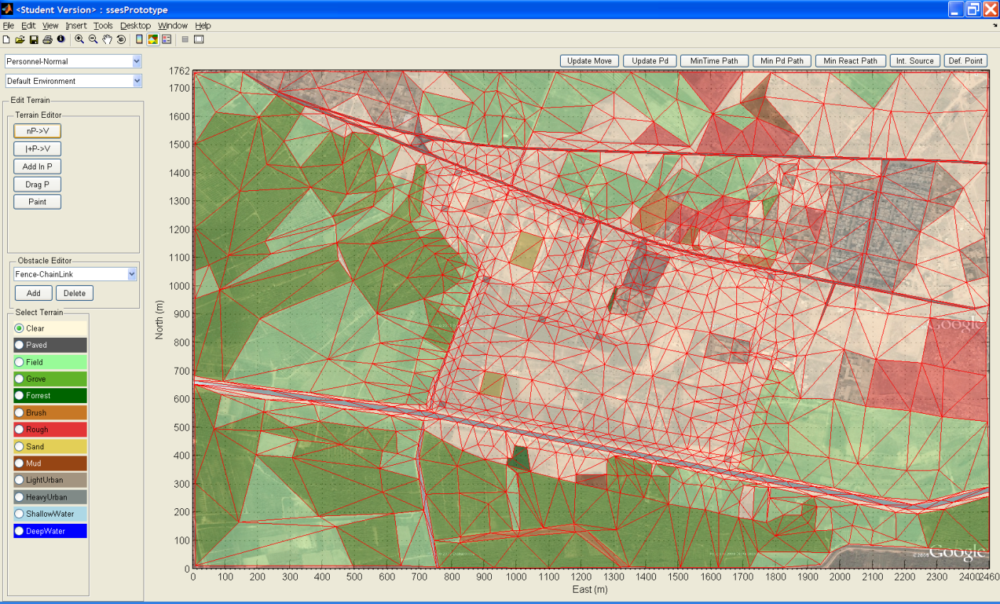 <Student Version> : ssesPrototype
File Edit View Insert Tools Desktop Window Help
Personnel-Normal
Default Environment
Update Move Update Pd MinTime Path Min Pd Path Min React Path Int. Source Def. Point
Edit Terrain
Terrain Editor
nP->V
|+P->V
Add In P
Drag P
Paint
Obstacle Editor
Fence-ChainLink
Add Delete
Select Terrain
Clear
Paved
Field
Grove
Forrest
Brush
Rough
Sand
Mud
LightUrban
HeavyUrban
ShallowWater
DeepWater
North (m)
1762
1700
1600
1500
1400
1300
1200
1100
1000
900
800
700
600
500
400
300
200
100
0
0 100 200 300 400 500 600 700 800 900 1000 1100 1200 1300 1400 1500 1600 1700 1800 1900 2000 2100 2200 2300 2400 2460
East (m)
Google
Google